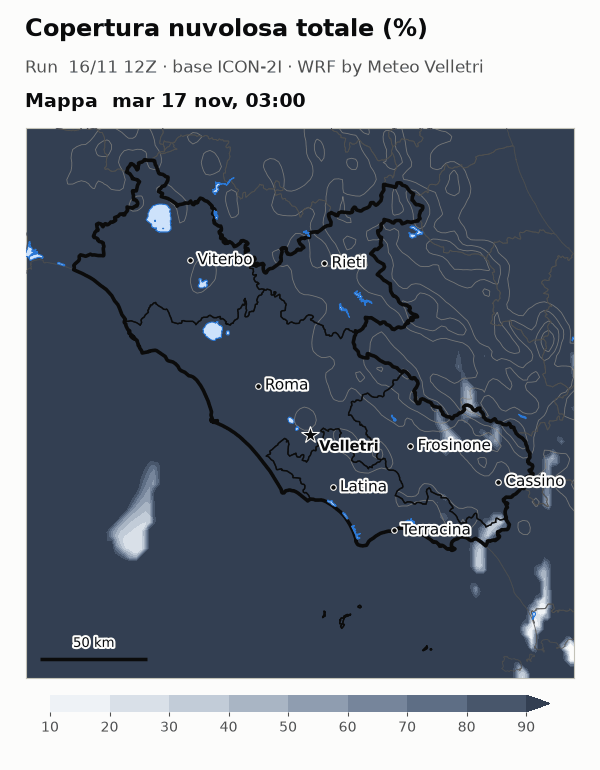 Copertura nuvolosa totale (%)
Run  16/11 12Z · base ICON-2I · WRF by Meteo Velletri
Mappa  mar 17 nov, 03:00
Viterbo
Rieti
Roma
Velletri
Frosinone
Latina
Cassino
Terracina
50 km
10 20 30 40 50 60 70 80 90